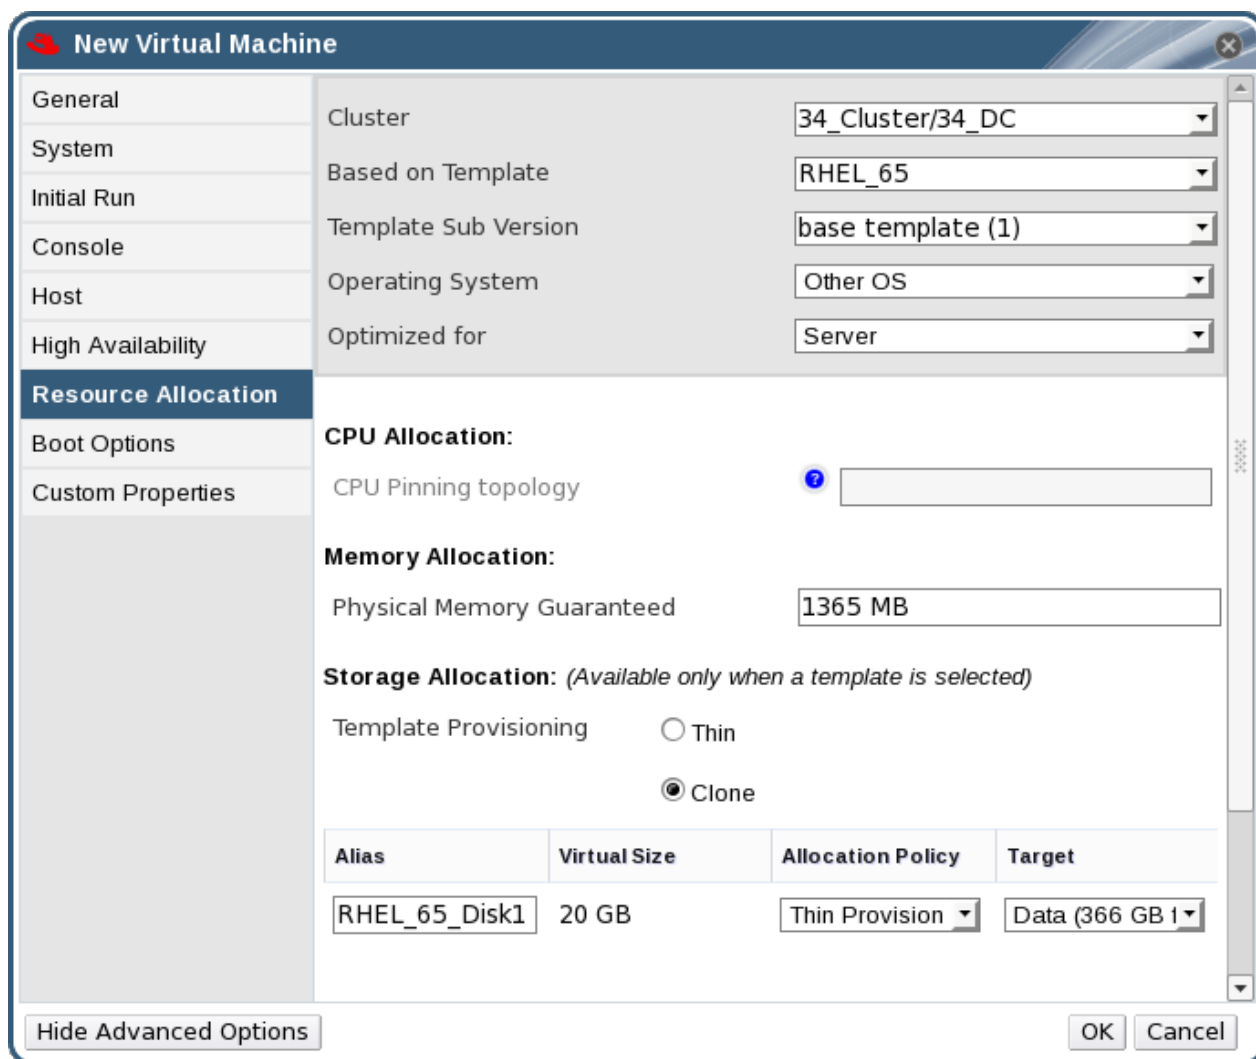 New Virtual Machine
General
System
Initial Run
Console
Host
High Availability
Resource Allocation
Boot Options
Custom Properties
Cluster 34_Cluster/34_DC
Based on Template RHEL_65
Template Sub Version base template (1)
Operating System Other OS
Optimized for Server
CPU Allocation:
CPU Pinning topology ?
Memory Allocation:
Physical Memory Guaranteed 1365 MB
Storage Allocation: (Available only when a template is selected)
Template Provisioning Thin
Clone
Alias Virtual Size Allocation Policy Target
RHEL_65_Disk1 20 GB Thin Provision Data (366 GB
Hide Advanced Options OK Cancel